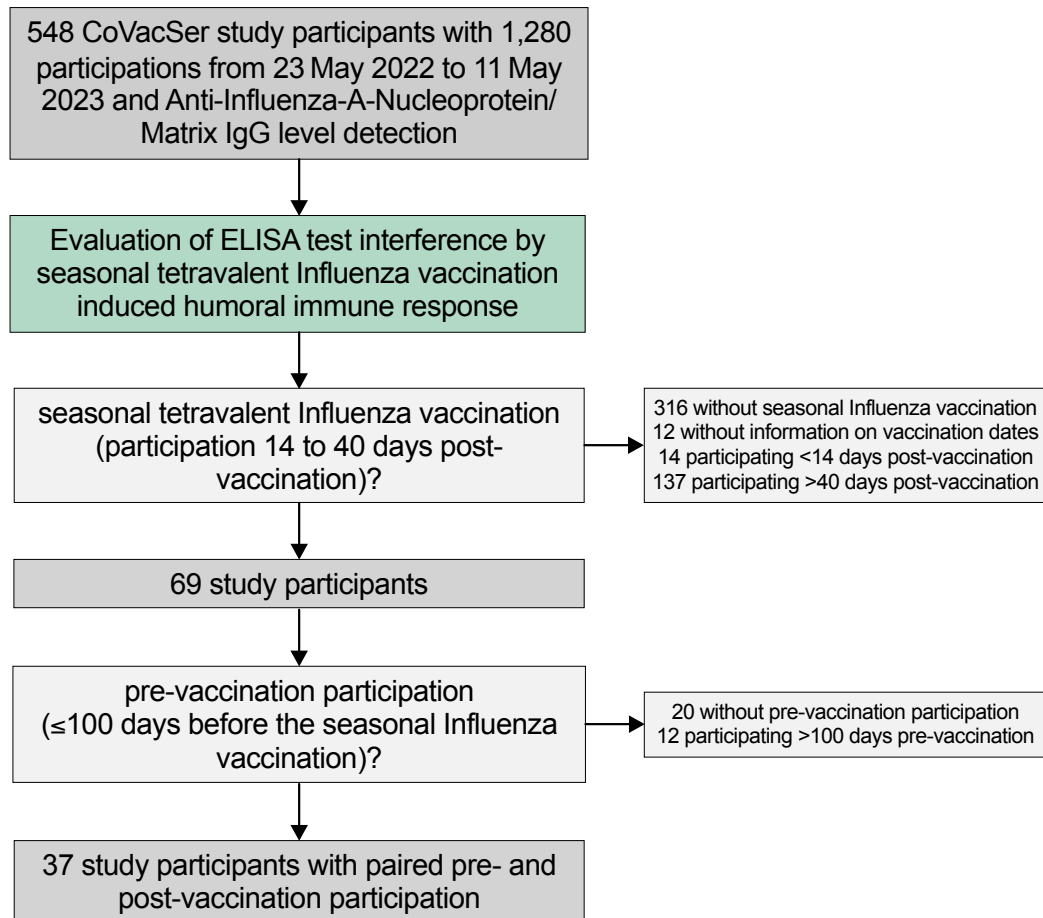 548 CoVacSer study participants with 1,280
participations from 23 May 2022 to 11 May
2023 and Anti-Influenza-A-Nucleoprotein/
Matrix IgG level detection
Evaluation of ELISA test interference by
seasonal tetravalent Influenza vaccination
induced humoral immune response
seasonal tetravalent Influenza vaccination
(participation 14 to 40 days post-
vaccination)?
316 without seasonal Influenza vaccination
12 without information on vaccination dates
14 participating <14 days post-vaccination
137 participating >40 days post-vaccination
69 study participants
pre-vaccination participation
(≤100 days before the seasonal Influenza
vaccination)?
20 without pre-vaccination participation
12 participating >100 days pre-vaccination
37 study participants with paired pre- and
post-vaccination participation